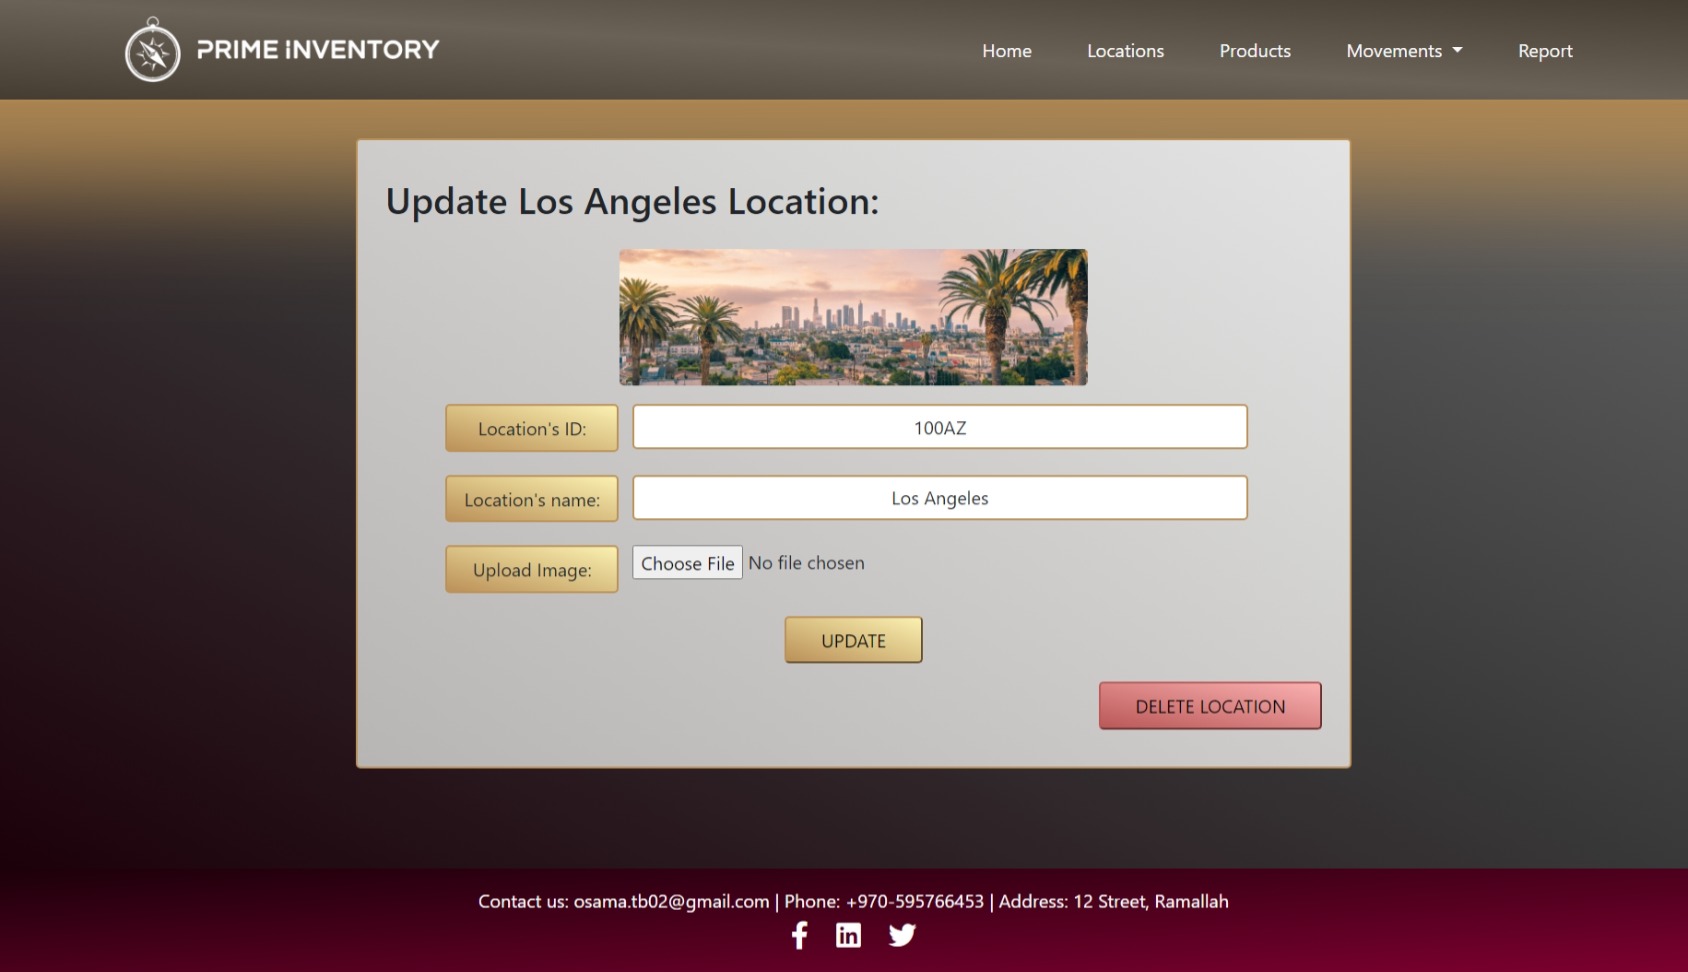 PRIME iNVENTORY
Home Locations Products Movements Report
Update Los Angeles Location:
Location's ID: 100AZ
Location's name: Los Angeles
Upload Image: Choose File No file chosen
UPDATE
DELETE LOCATION
Contact us: osama.tb02@gmail.com | Phone: +970-595766453 | Address: 12 Street, Ramallah